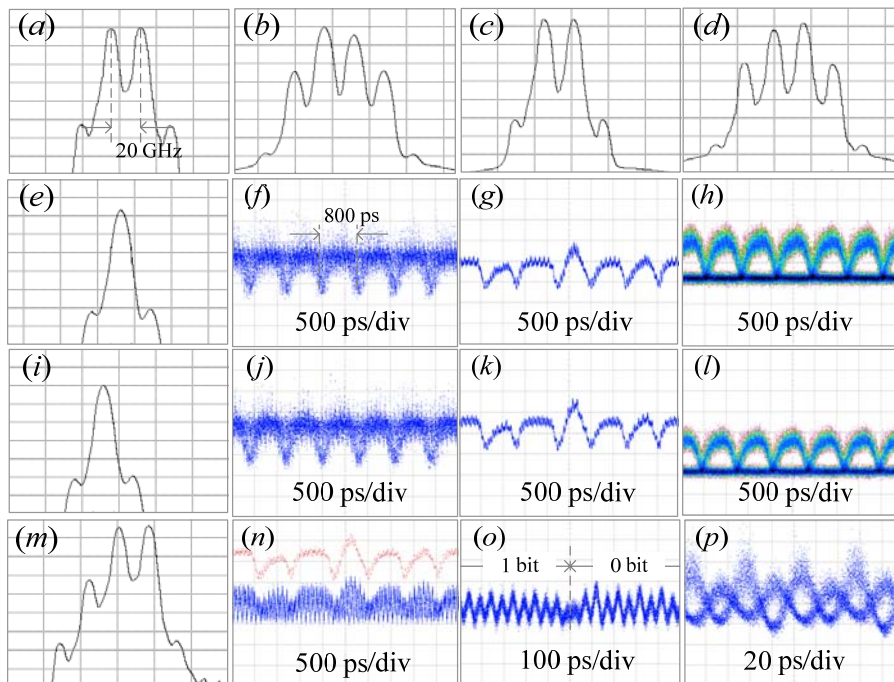 (a)
20 GHz
(b)
(c)
(d)
(e)
(f)
800 ps
500 ps/div
(g)
500 ps/div
(h)
500 ps/div
(i)
(j)
500 ps/div
(k)
500 ps/div
(l)
500 ps/div
(m)
(n)
500 ps/div
(o)
1 bit
0 bit
100 ps/div
(p)
20 ps/div